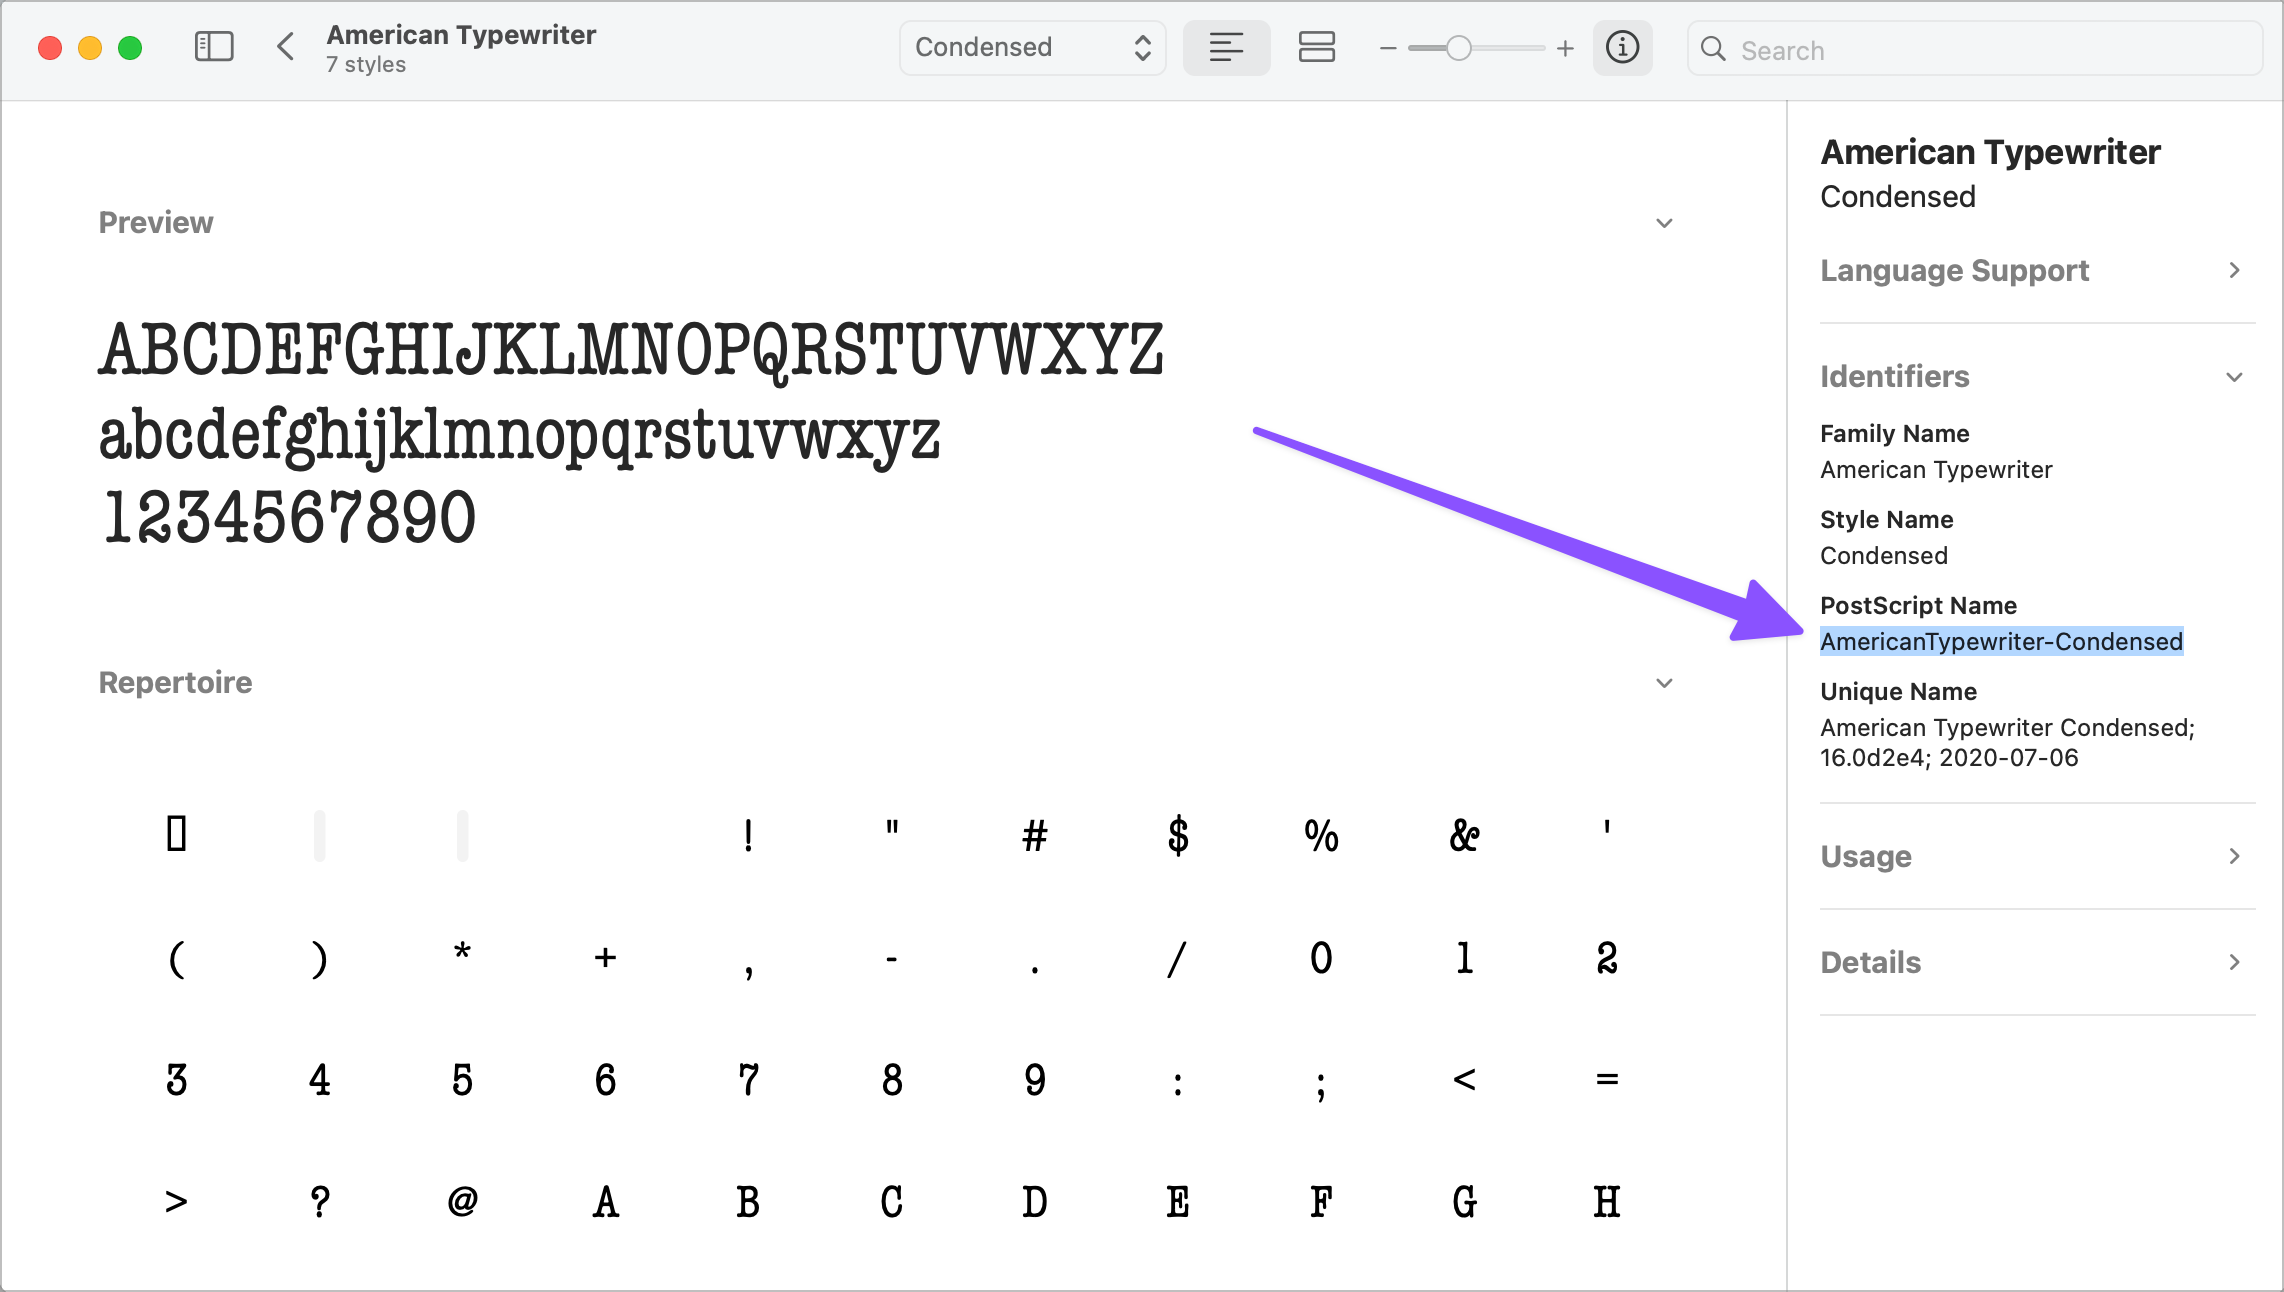 American Typewriter
7 styles
Condensed
Search
Preview
ABCDEFGHIJKLMNOPQRSTUVWXYZ
abcdefghijklmnopqrstuvwxyz
1234567890
Repertoire
! " # $ % & '
( ) * + , - . / 0 1 2
3 4 5 6 7 8 9 : ; < =
> ? @ A B C D E F G H
American Typewriter
Condensed
Language Support
Identifiers
Family Name
American Typewriter
Style Name
Condensed
PostScript Name
AmericanTypewriter-Condensed
Unique Name
American Typewriter Condensed;
16.0d2e4; 2020-07-06
Usage
Details